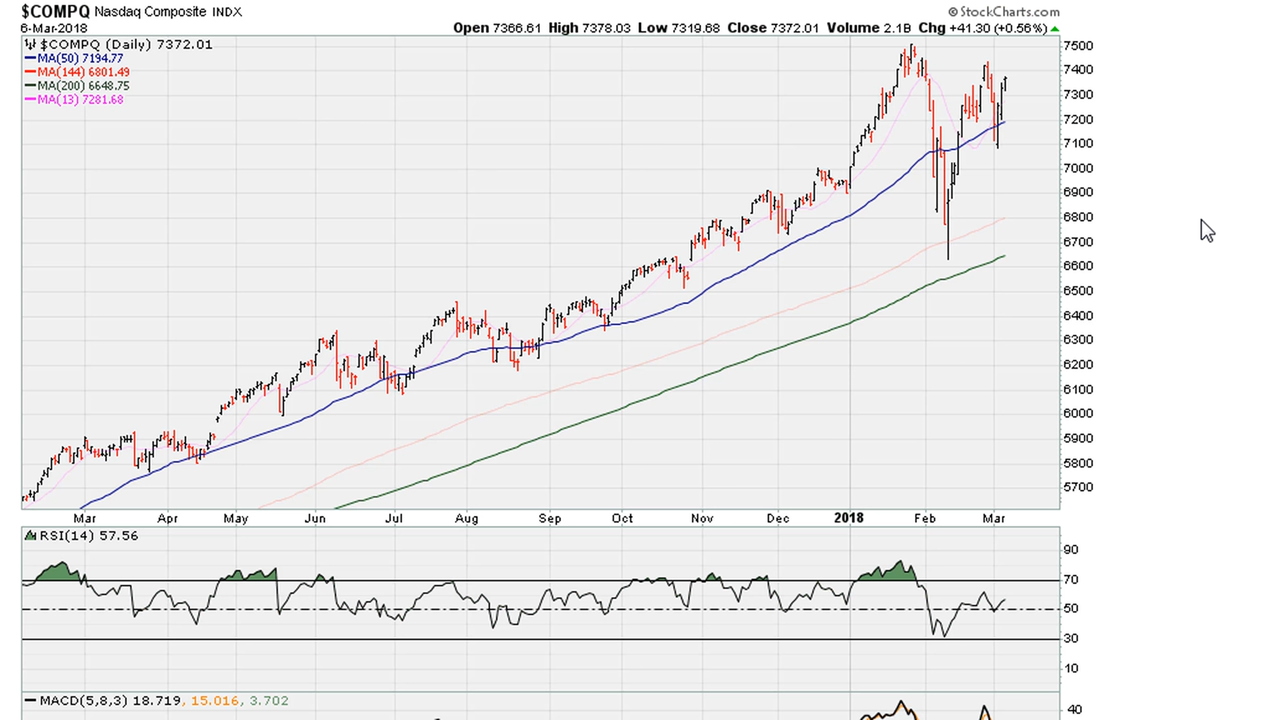 $COMPQ Nasdaq Composite INDX
© StockCharts.com
6-Mar-2018
Open 7366.61 High 7378.03 Low 7319.68 Close 7372.01 Volume 2.1B Chg +41.30 (+0.56%)
$COMPQ (Daily) 7372.01
MA(50) 7194.77
MA(144) 6801.49
MA(200) 6648.75
MA(13) 7281.68
7500
7400
7300
7200
7100
7000
6900
6800
6700
6600
6500
6400
6300
6200
6100
6000
5900
5800
5700
Mar Apr May Jun Jul Aug Sep Oct Nov Dec 2018 Feb Mar
RSI(14) 57.56
90
70
50
30
10
MACD(5,8,3) 18.719, 15.016, 3.702
40